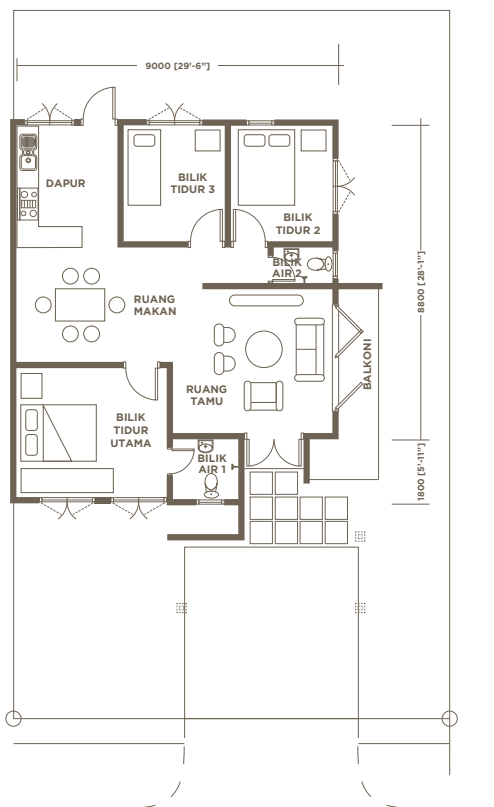 9000 [29'-6"]
DAPUR
BILIK
TIDUR 3
BILIK
TIDUR 2
BILIK
AIR 2
8800 [28'-1"]
RUANG
MAKAN
BALKONI
RUANG
TAMU
BILIK
TIDUR
UTAMA
BILIK
AIR 1
1800 [5'-11"]